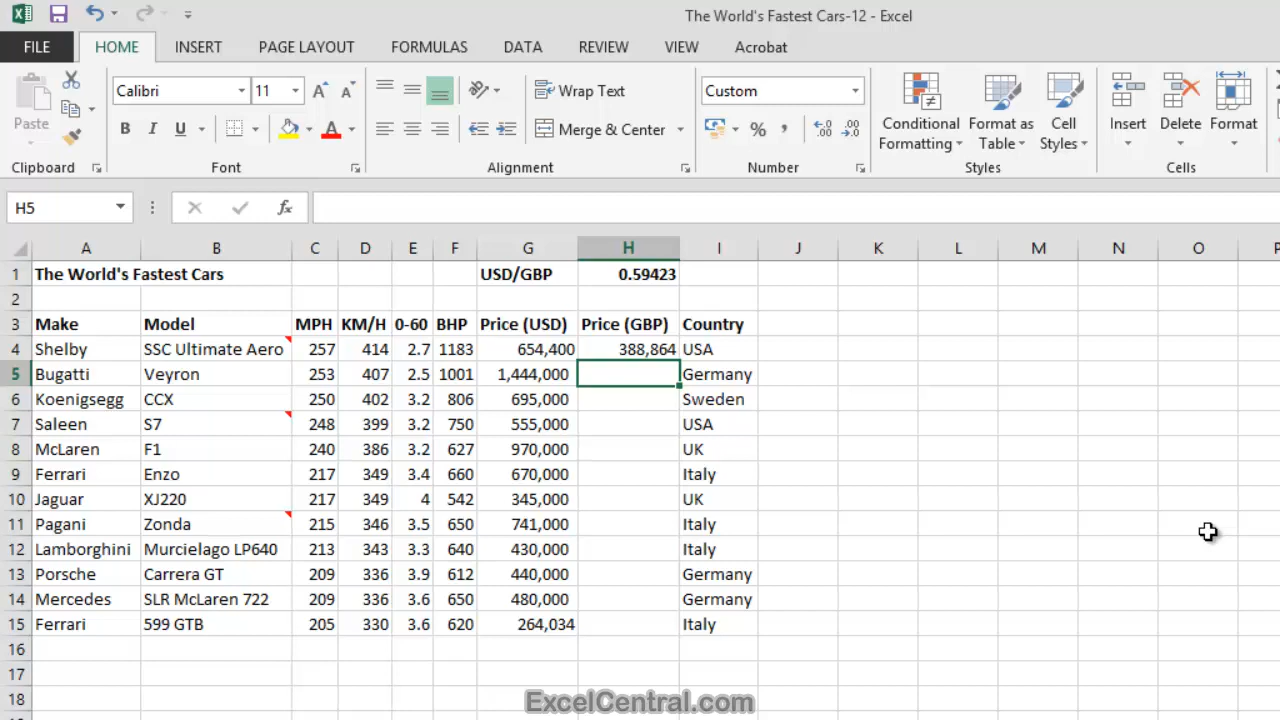 The World's Fastest Cars-12 - Excel
FILE HOME INSERT PAGE LAYOUT FORMULAS DATA REVIEW VIEW Acrobat
Calibri 11 A A Wrap Text Custom
Paste B I U A Merge & Center % , .00 .0 Conditional Formatting Format as Table Cell Styles Insert Delete Format
Clipboard Font Alignment Number Styles Cells
H5 fx
A B C D E F G H I J K L M N O P
1 The World's Fastest Cars USD/GBP 0.59423
2
3 Make Model MPH KM/H 0-60 BHP Price (USD) Price (GBP) Country
4 Shelby SSC Ultimate Aero 257 414 2.7 1183 654,400 388,864 USA
5 Bugatti Veyron 253 407 2.5 1001 1,444,000 Germany
6 Koenigsegg CCX 250 402 3.2 806 695,000 Sweden
7 Saleen S7 248 399 3.2 750 555,000 USA
8 McLaren F1 240 386 3.2 627 970,000 UK
9 Ferrari Enzo 217 349 3.4 660 670,000 Italy
10 Jaguar XJ220 217 349 4 542 345,000 UK
11 Pagani Zonda 215 346 3.5 650 741,000 Italy
12 Lamborghini Murcielago LP640 213 343 3.3 640 430,000 Italy
13 Porsche Carrera GT 209 336 3.9 612 440,000 Germany
14 Mercedes SLR McLaren 722 209 336 3.6 650 480,000 Germany
15 Ferrari 599 GTB 205 330 3.6 620 264,034 Italy
16
17
18
ExcelCentral.com